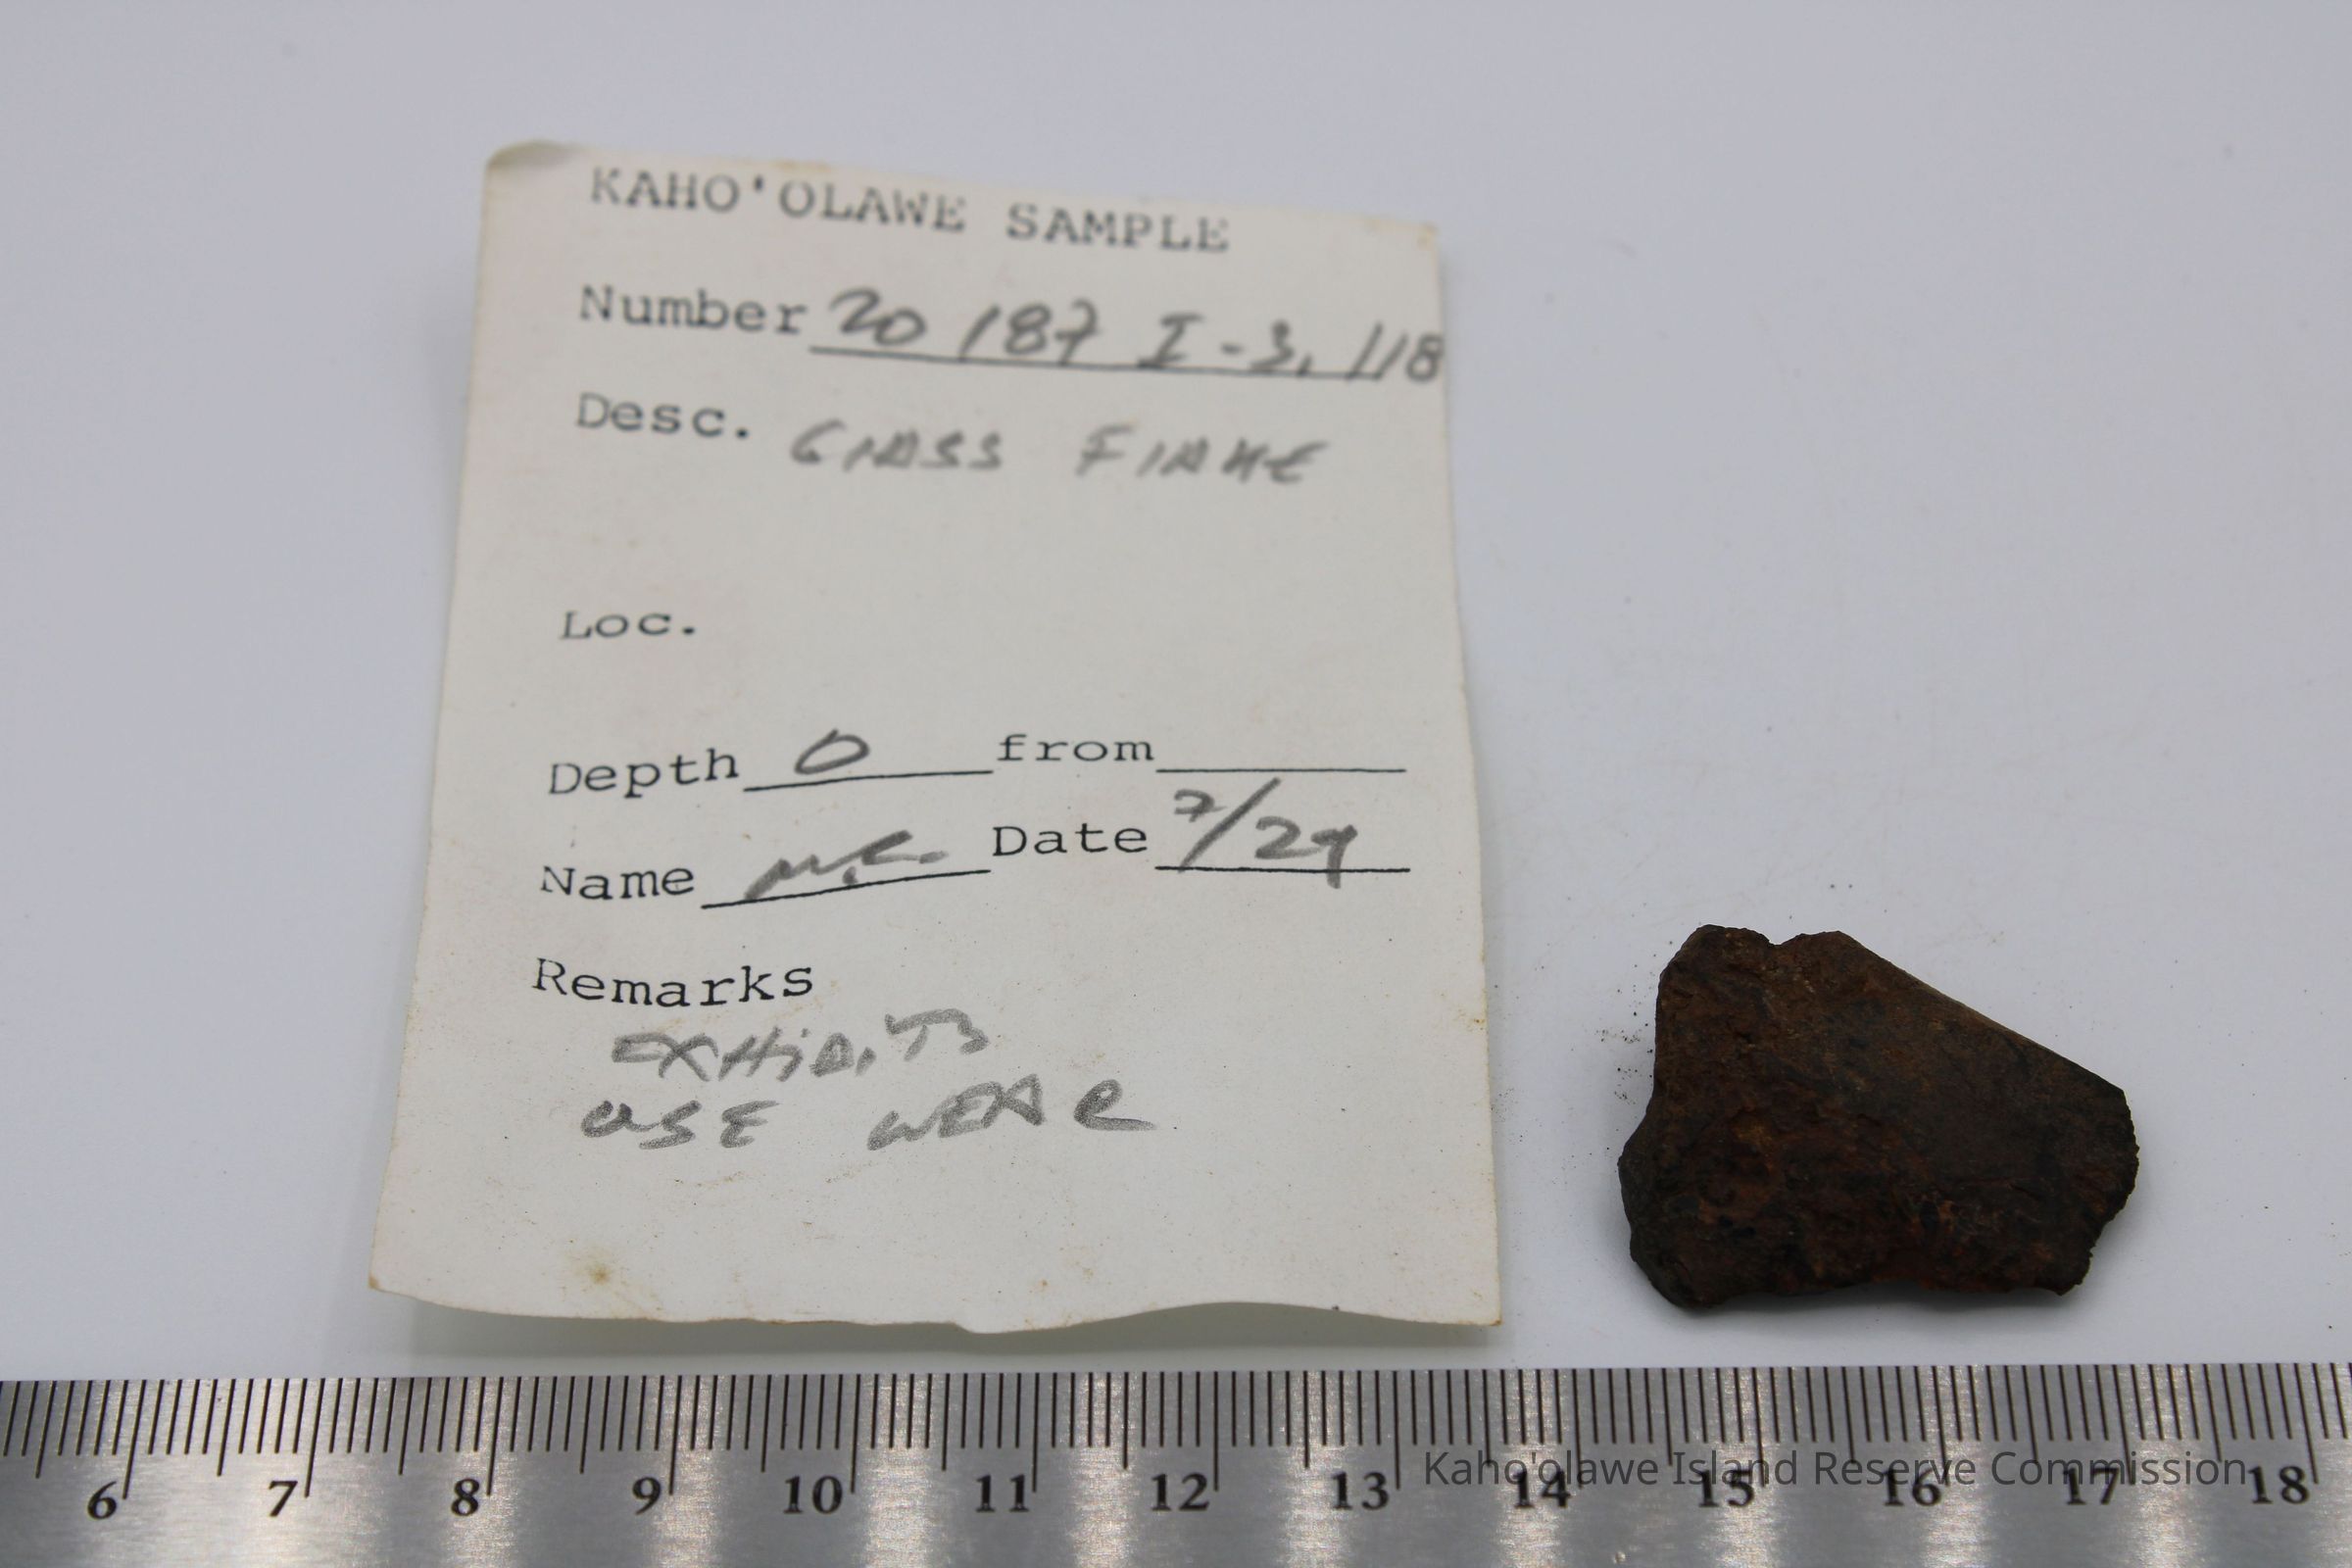 KAHO'OLAWE SAMPLE
Number 20 187 I-3, 118
Desc. GlASS FlAKE
Loc.
Depth 0 from
Name M.C. Date 7/29
Remarks
EXHiBiTS
USE WEAR
6 7 8 9 10 11 12 13 14 15 16 17 18
Kaho'olawe Island Reserve Commission